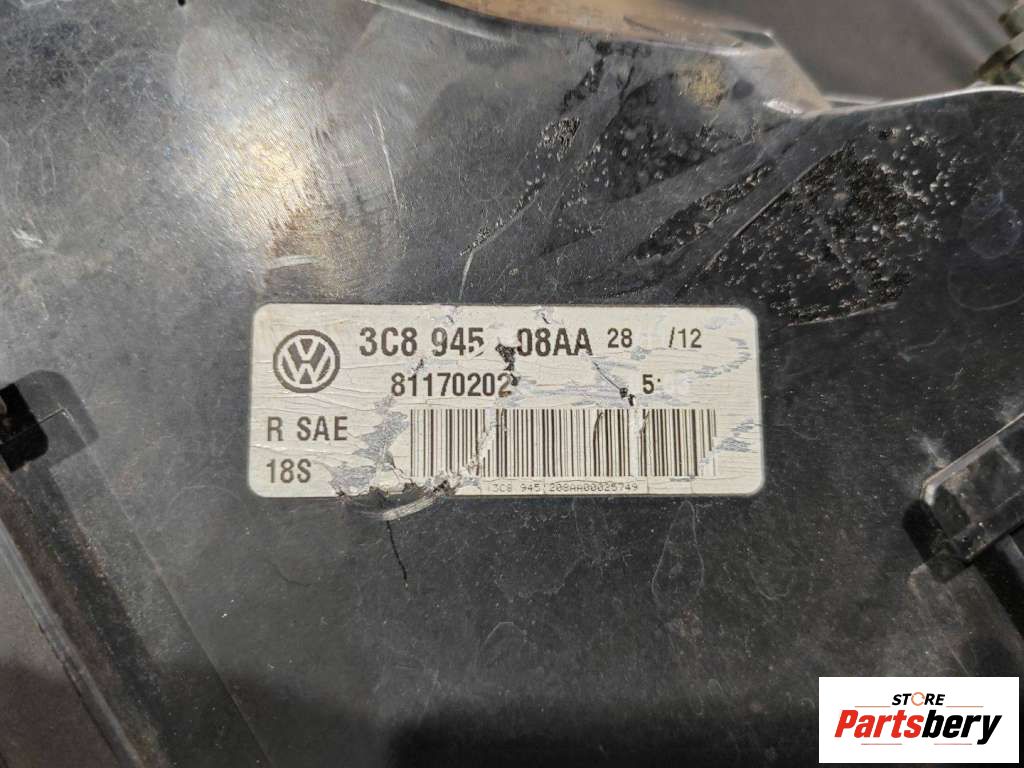 3C8 945 08AA 28 /12
81170202 5:
R SAE
18S
3C8 945 208AA00025749
STORE
Partsbery